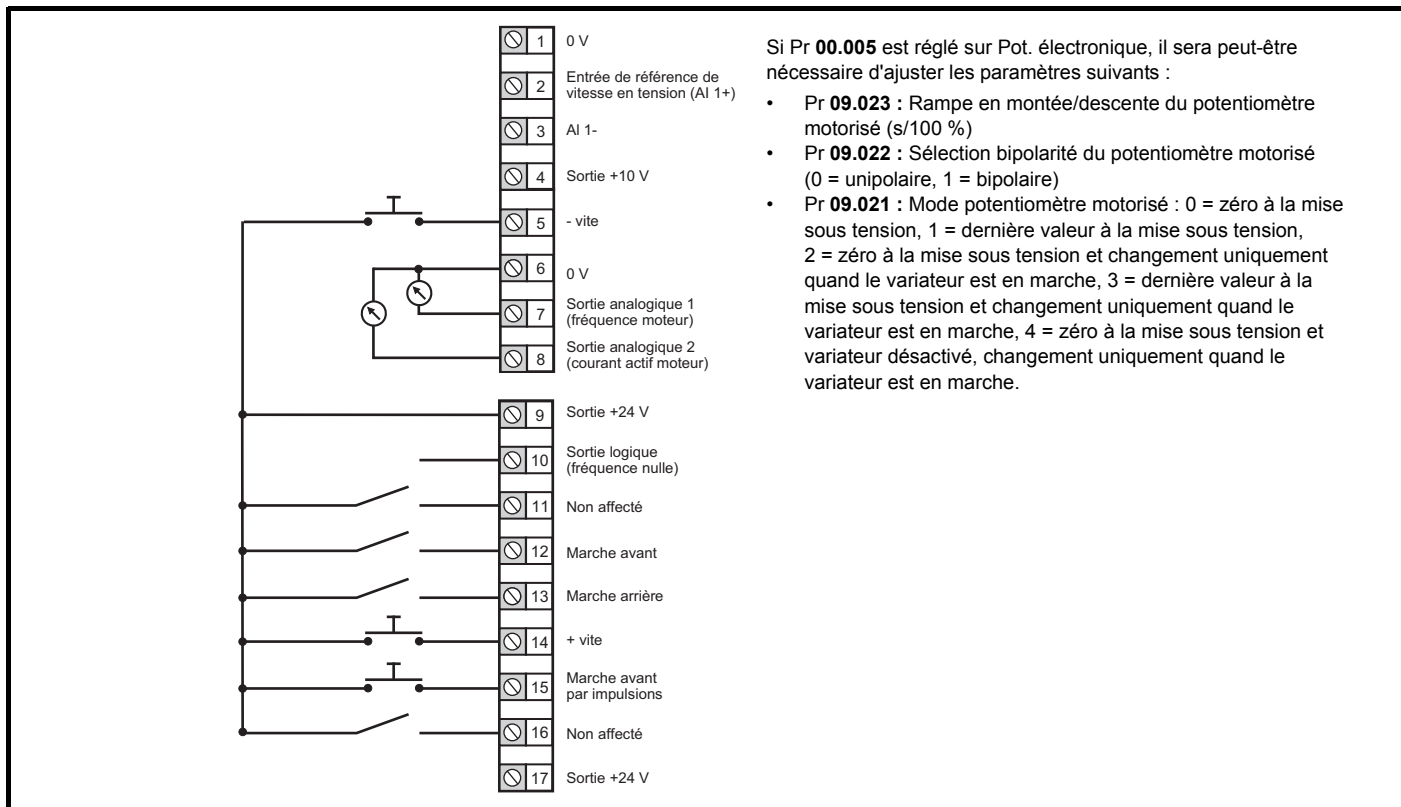 1 0 V
2 Entrée de référence de
vitesse en tension (AI 1+)
3 AI 1-
4 Sortie +10 V
5 - vite
6 0 V
7 Sortie analogique 1
(fréquence moteur)
8 Sortie analogique 2
(courant actif moteur)
9 Sortie +24 V
10 Sortie logique
(fréquence nulle)
11 Non affecté
12 Marche avant
13 Marche arrière
14 + vite
15 Marche avant
par impulsions
16 Non affecté
17 Sortie +24 V
Si Pr 00.005 est réglé sur Pot. électronique, il sera peut-être
nécessaire d'ajuster les paramètres suivants :
• Pr 09.023 : Rampe en montée/descente du potentiomètre
motorisé (s/100 %)
• Pr 09.022 : Sélection bipolarité du potentiomètre motorisé
(0 = unipolaire, 1 = bipolaire)
• Pr 09.021 : Mode potentiomètre motorisé : 0 = zéro à la mise
sous tension, 1 = dernière valeur à la mise sous tension,
2 = zéro à la mise sous tension et changement uniquement
quand le variateur est en marche, 3 = dernière valeur à la
mise sous tension et changement uniquement quand le
variateur est en marche, 4 = zéro à la mise sous tension et
variateur désactivé, changement uniquement quand le
variateur est en marche.